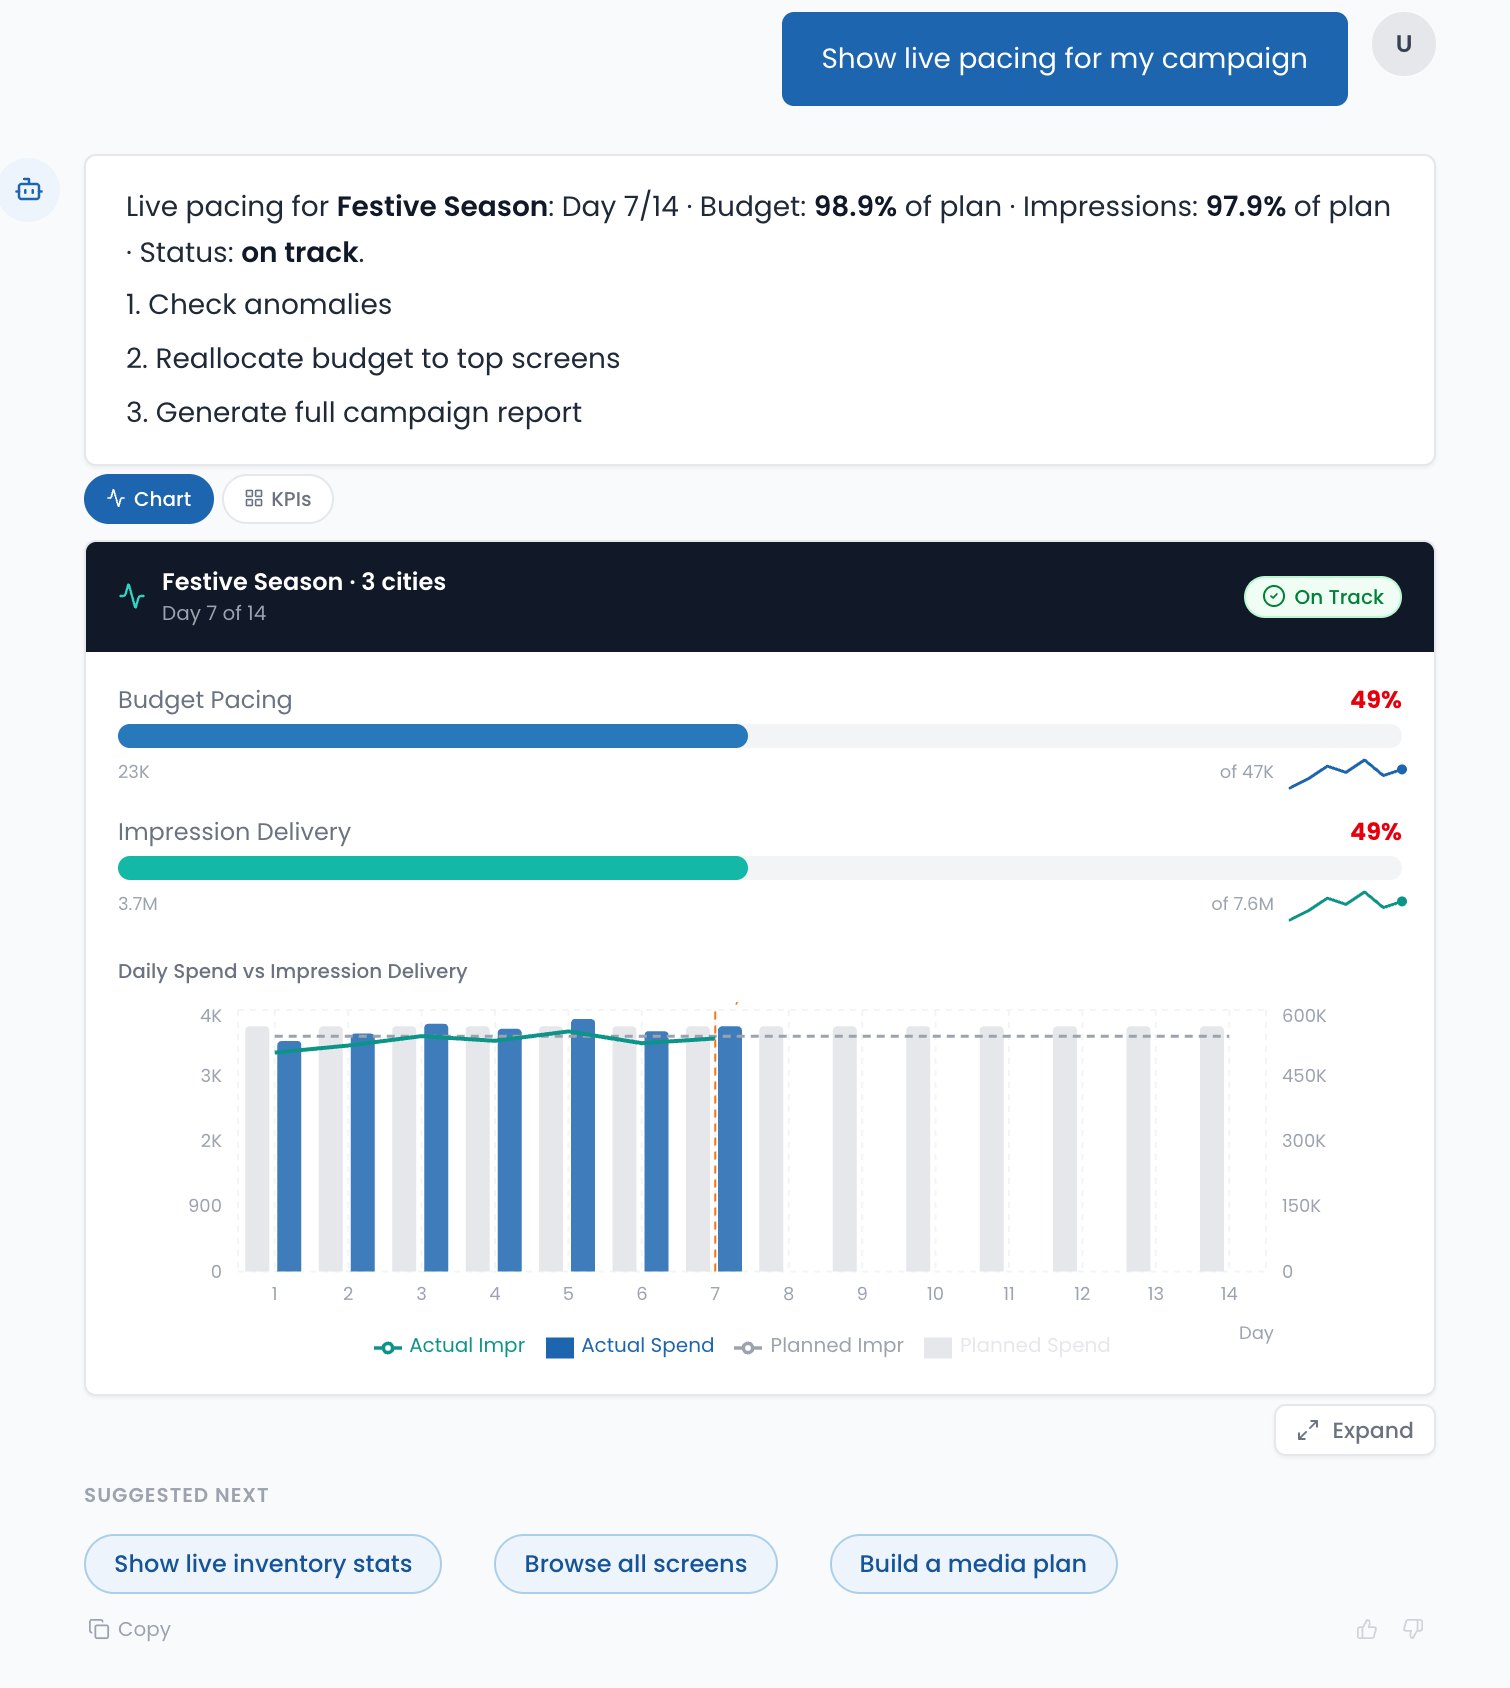 Show live pacing for my campaign
U
Live pacing for Festive Season: Day 7/14 · Budget: 98.9% of plan · Impressions: 97.9% of plan
· Status: on track.
1. Check anomalies
2. Reallocate budget to top screens
3. Generate full campaign report
Chart
KPIs
Festive Season · 3 cities
Day 7 of 14
On Track
Budget Pacing
49%
23K
of 47K
Impression Delivery
49%
3.7M
of 7.6M
Daily Spend vs Impression Delivery
4K
3K
2K
900
0
600K
450K
300K
150K
0
1 2 3 4 5 6 7 8 9 10 11 12 13 14
Day
Actual Impr
Actual Spend
Planned Impr
Planned Spend
Expand
SUGGESTED NEXT
Show live inventory stats
Browse all screens
Build a media plan
Copy